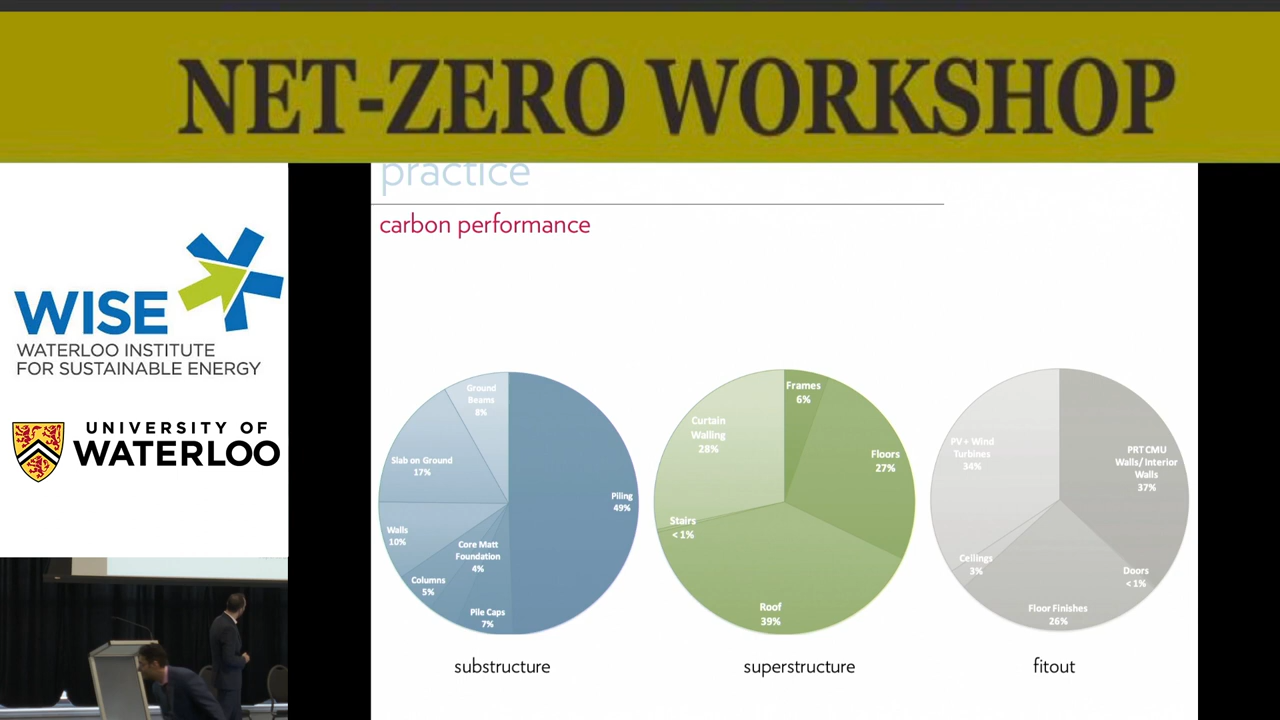 NET-ZERO WORKSHOP
practice
carbon performance
WISE
WATERLOO INSTITUTE
FOR SUSTAINABLE ENERGY
UNIVERSITY OF
WATERLOO
Ground
Beams
8%
Slab on Ground
17%
Piling
49%
Walls
10%
Core Matt
Foundation
4%
Columns
5%
Pile Caps
7%
substructure
Frames
6%
Curtain
Walling
28%
Floors
27%
Stairs
< 1%
Roof
39%
superstructure
PV + Wind
Turbines
34%
PRT CMU
Walls/ Interior
Walls
37%
Ceilings
3%
Doors
< 1%
Floor Finishes
26%
fitout